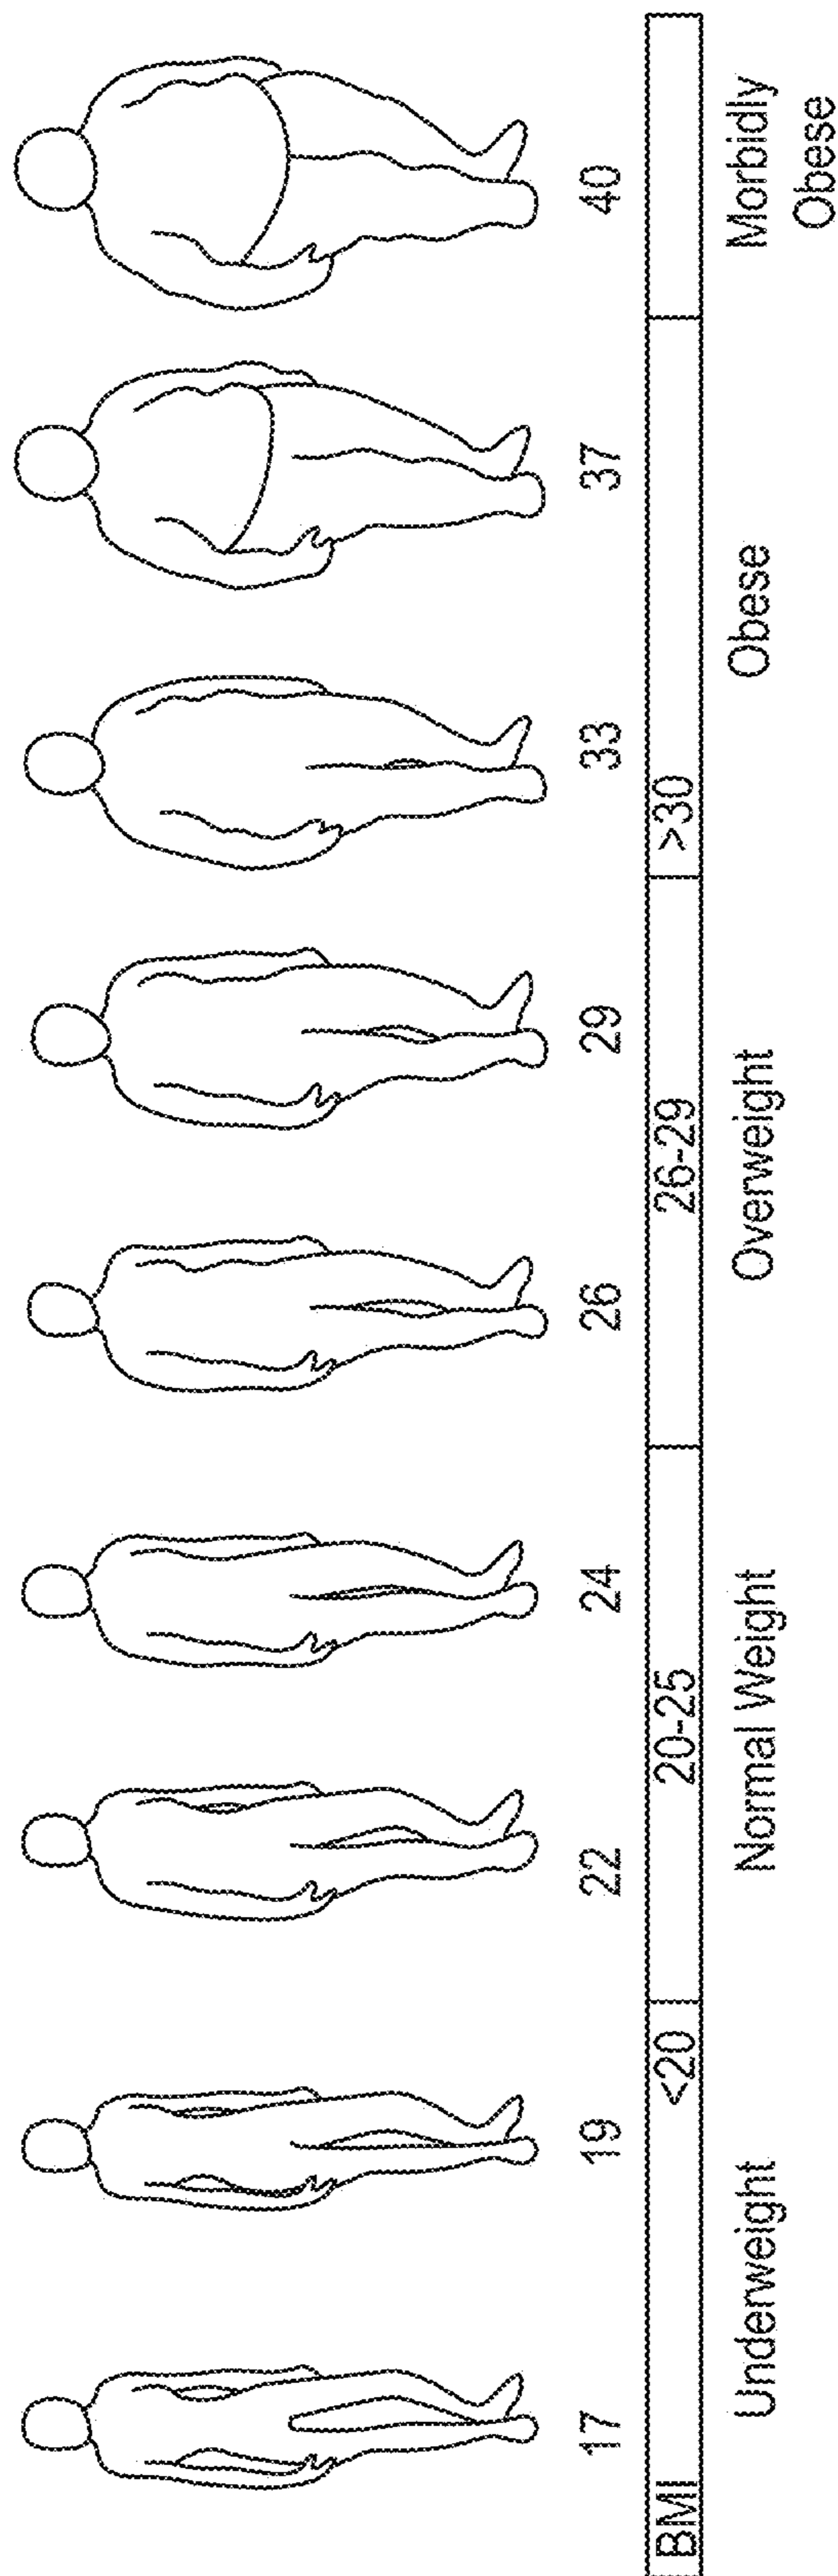 17 19 22 24 26 29 33 37 40
BMI <20 20-25 26-29 >30
Underweight Normal Weight Overweight Obese Morbidly
Obese